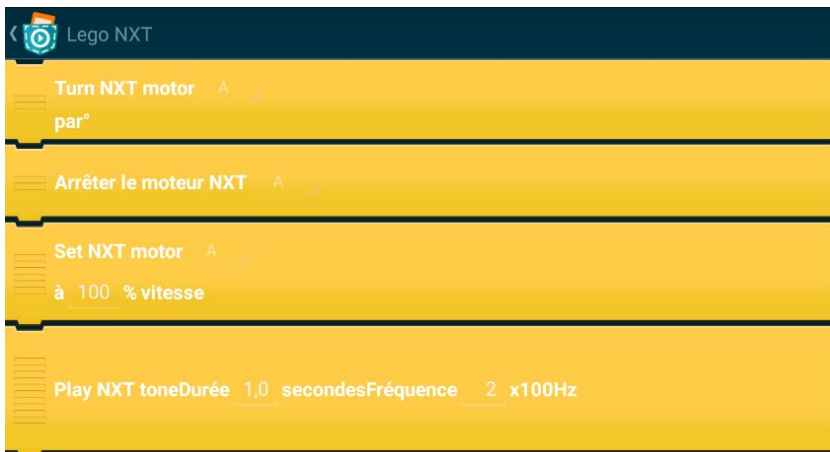 Lego NXT
Turn NXT motor A
par°
Arrêter le moteur NXT A
Set NXT motor A
à 100 % vitesse
Play NXT toneDurée 1,0 secondesFréquence 2 x100Hz